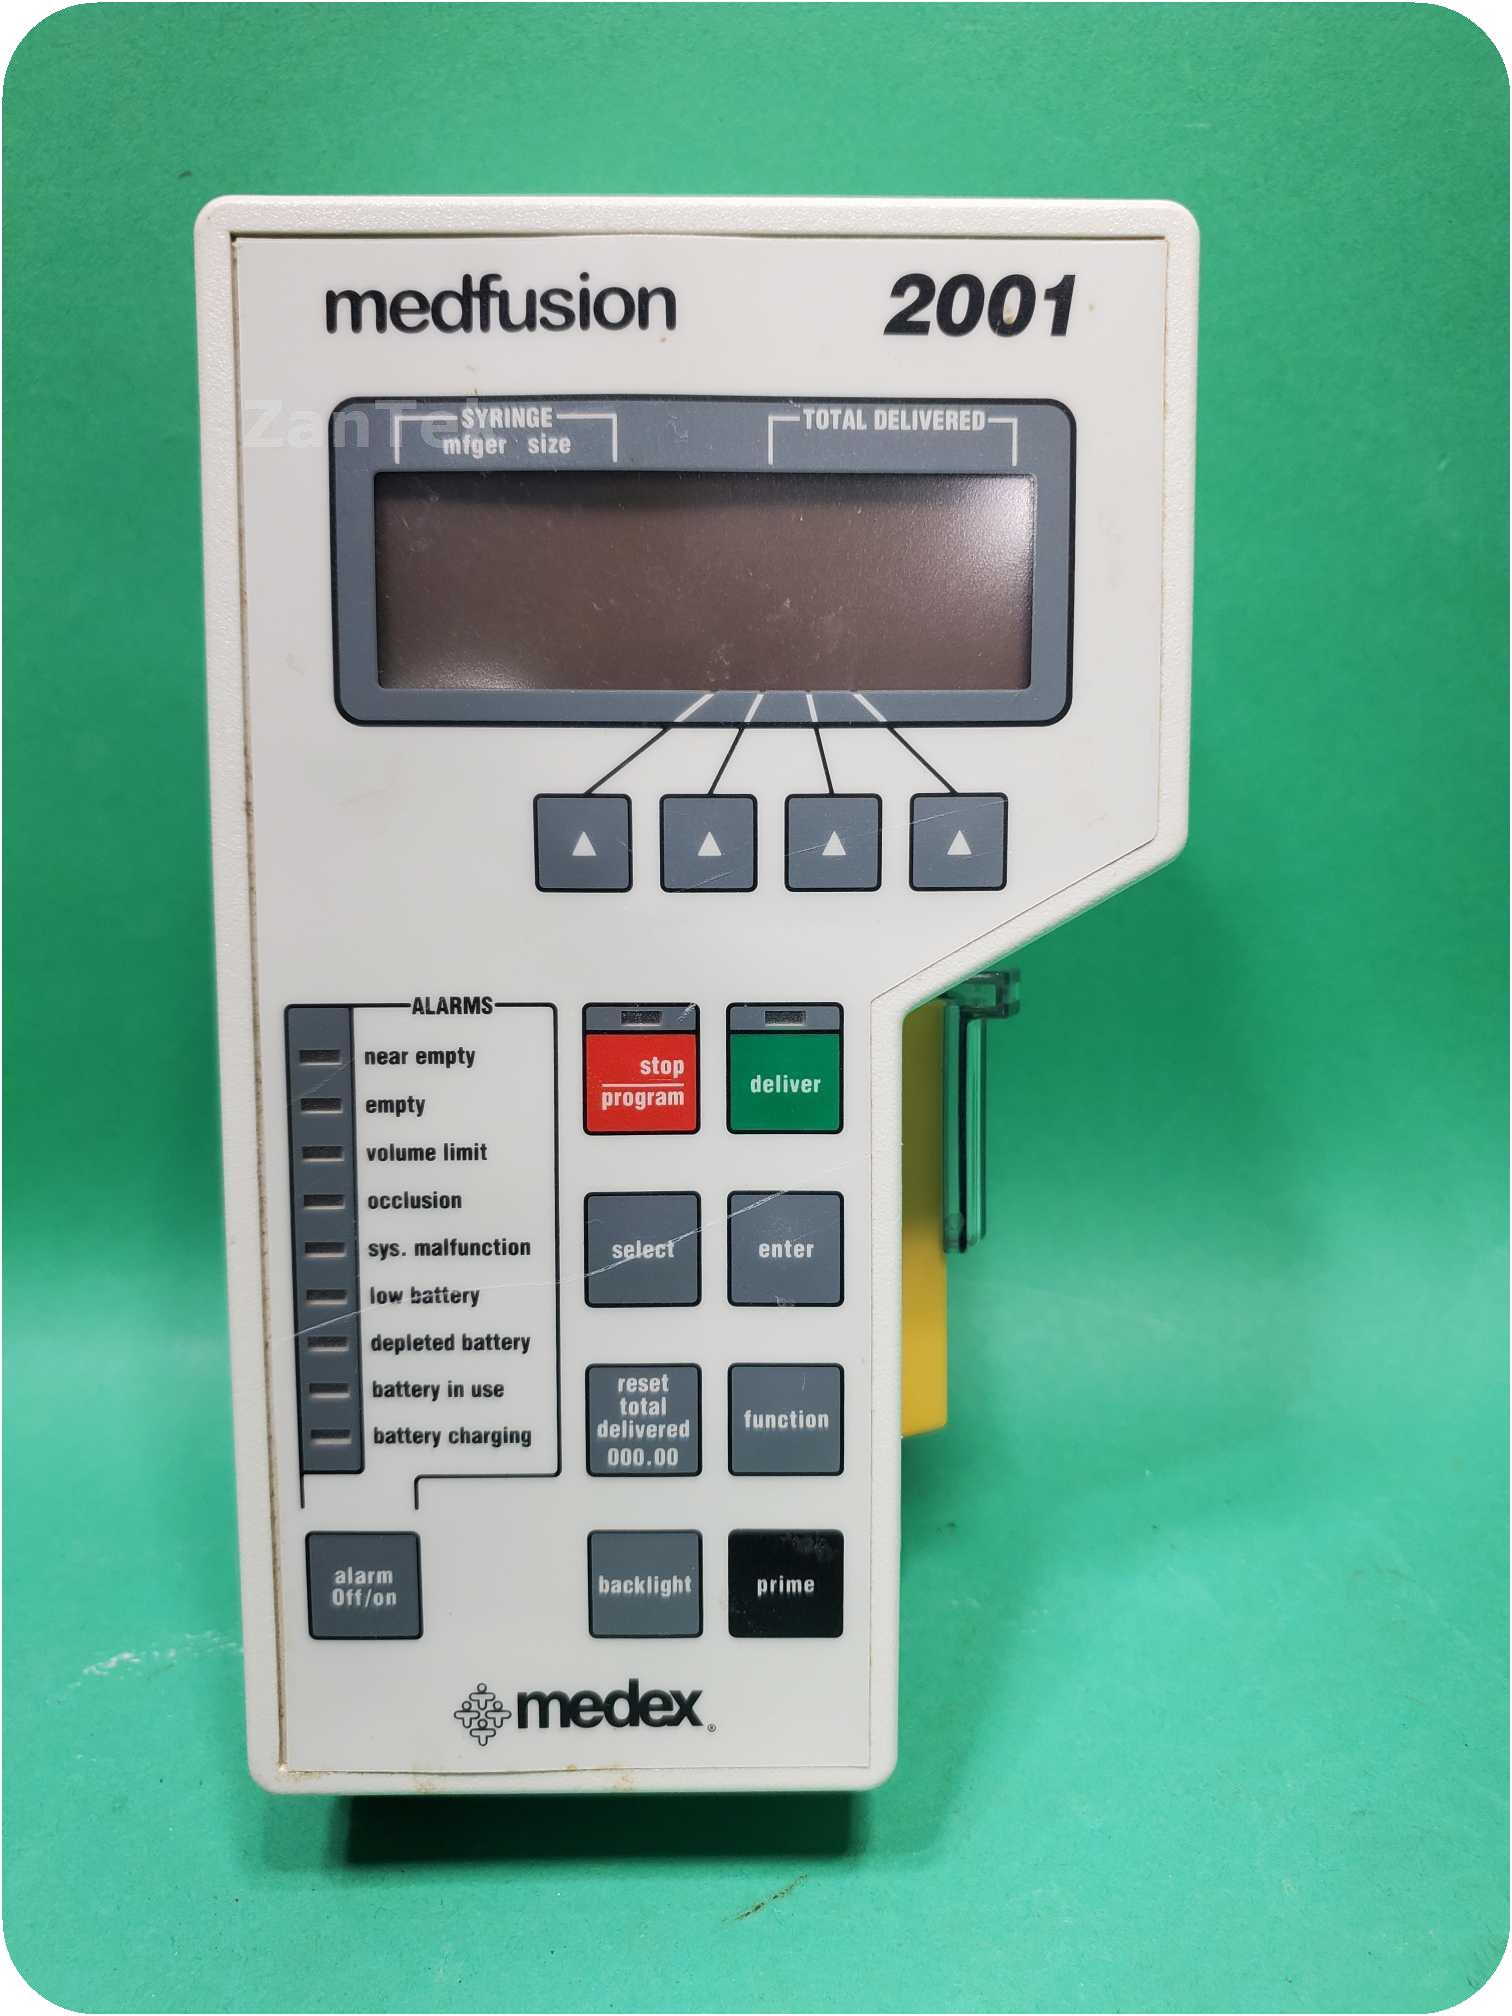 medfusion 2001
ZanTek
SYRINGE
mfger size
TOTAL DELIVERED
ALARMS
near empty
empty
volume limit
occlusion
sys. malfunction
low battery
depleted battery
battery in use
battery charging
stop
program
deliver
select
enter
reset
total
delivered
000.00
function
alarm
Off/on
backlight
prime
medex®